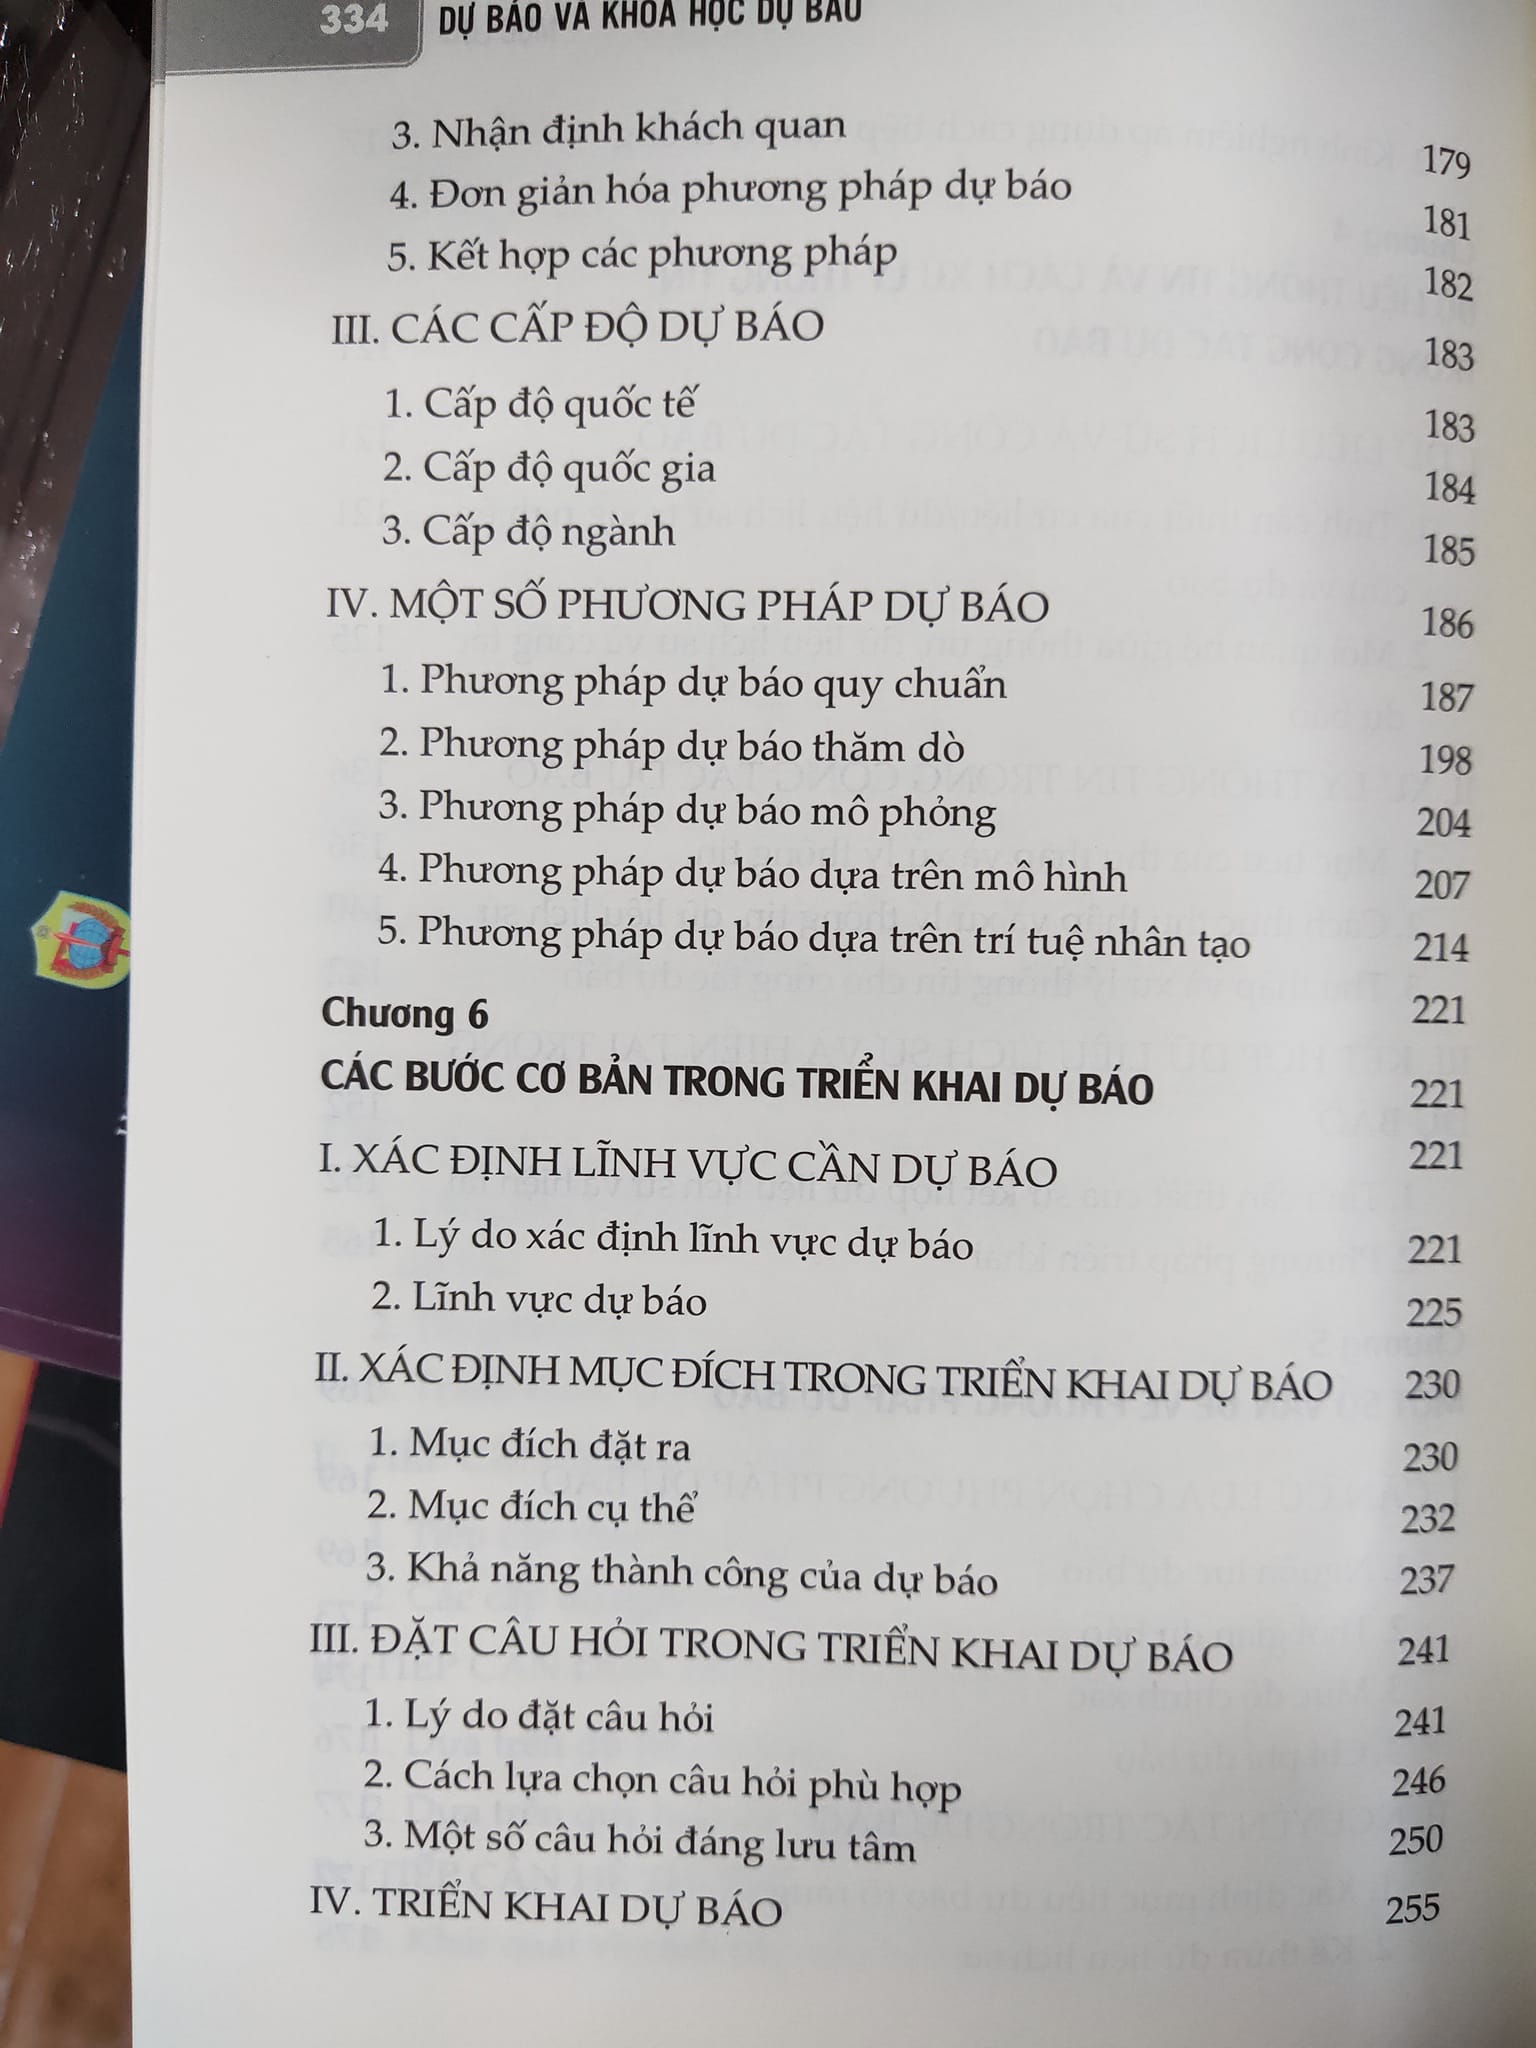 334 DỰ BÁO VÀ KHOA HỌC DỰ BÁO
3. Nhận định khách quan 179
4. Đơn giản hóa phương pháp dự báo 181
5. Kết hợp các phương pháp 182
III. CÁC CẤP ĐỘ DỰ BÁO 183
1. Cấp độ quốc tế 183
2. Cấp độ quốc gia 184
3. Cấp độ ngành 185
IV. MỘT SỐ PHƯƠNG PHÁP DỰ BÁO 186
1. Phương pháp dự báo quy chuẩn 187
2. Phương pháp dự báo thăm dò 198
3. Phương pháp dự báo mô phỏng 204
4. Phương pháp dự báo dựa trên mô hình 207
5. Phương pháp dự báo dựa trên trí tuệ nhân tạo 214
Chương 6 221
CÁC BƯỚC CƠ BẢN TRONG TRIỂN KHAI DỰ BÁO 221
I. XÁC ĐỊNH LĨNH VỰC CẦN DỰ BÁO 221
1. Lý do xác định lĩnh vực dự báo 221
2. Lĩnh vực dự báo 225
II. XÁC ĐỊNH MỤC ĐÍCH TRONG TRIỂN KHAI DỰ BÁO 230
1. Mục đích đặt ra 230
2. Mục đích cụ thể 232
3. Khả năng thành công của dự báo 237
III. ĐẶT CÂU HỎI TRONG TRIỂN KHAI DỰ BÁO 241
1. Lý do đặt câu hỏi 241
2. Cách lựa chọn câu hỏi phù hợp 246
3. Một số câu hỏi đáng lưu tâm 250
IV. TRIỂN KHAI DỰ BÁO 255